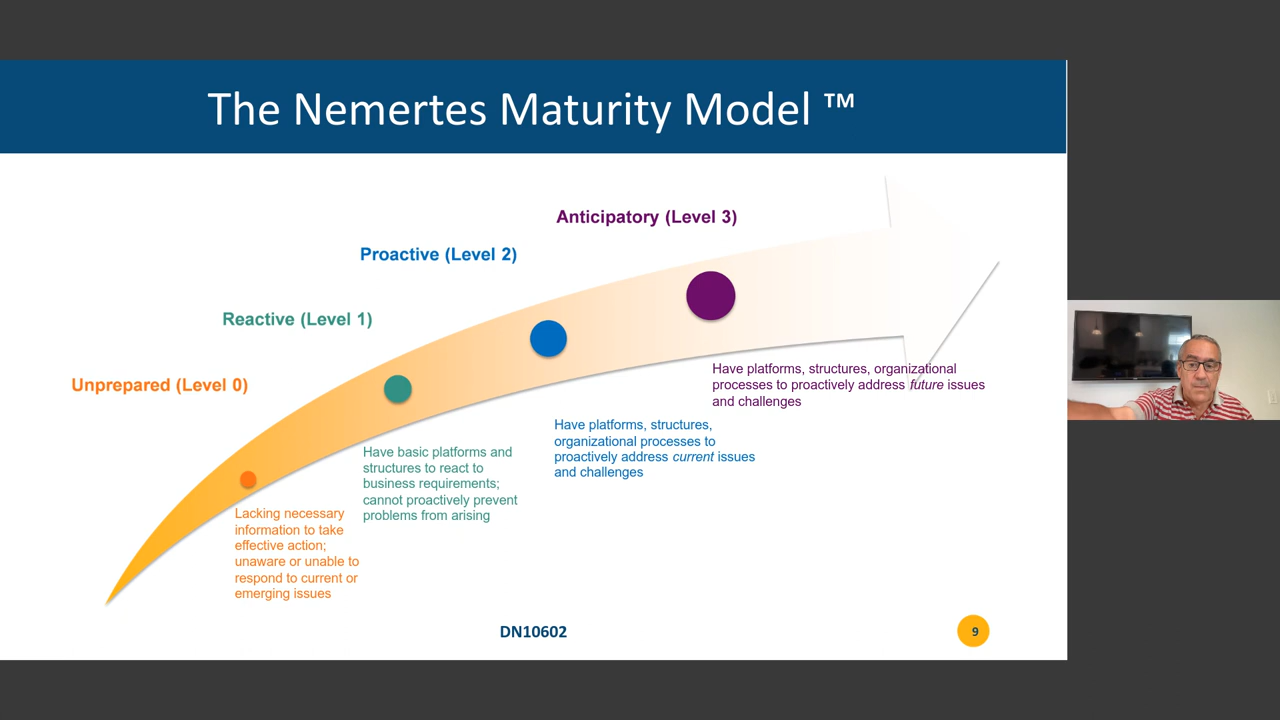 The Nemertes Maturity Model ™
Anticipatory (Level 3)
Proactive (Level 2)
Reactive (Level 1)
Unprepared (Level 0)
Have platforms, structures, organizational
processes to proactively address future issues
and challenges
Have platforms, structures,
organizational processes to
proactively address current issues
and challenges
Have basic platforms and
structures to react to
business requirements;
cannot proactively prevent
problems from arising
Lacking necessary
information to take
effective action;
unaware or unable to
respond to current or
emerging issues
DN10602
9